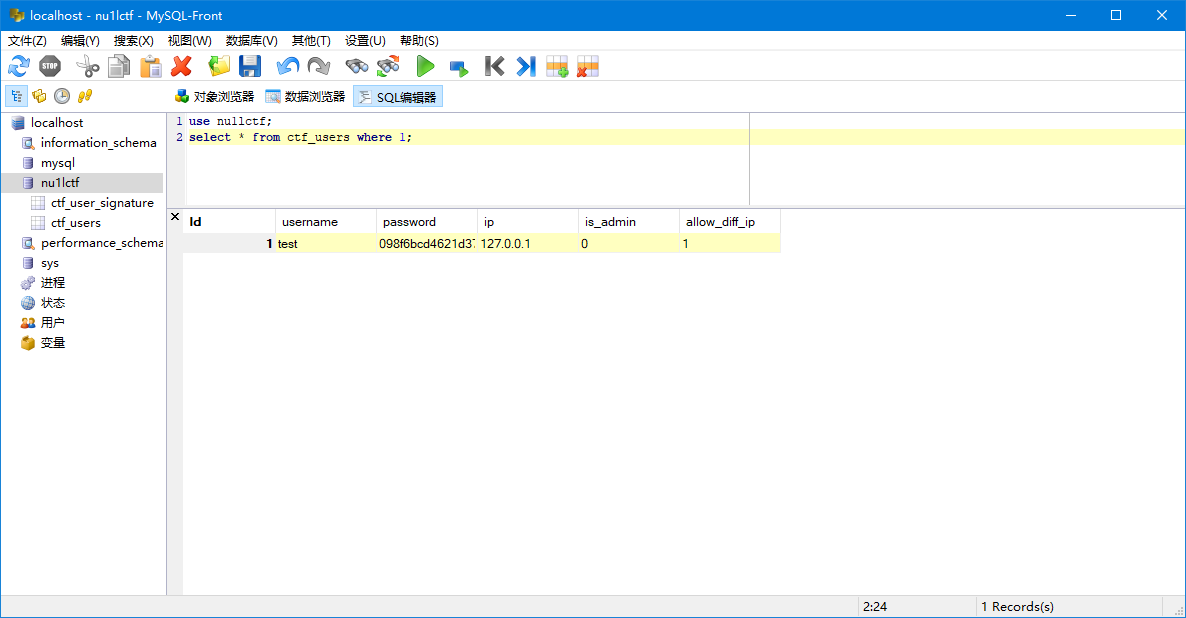 localhost - nu1lctf - MySQL-Front
文件(Z) 编辑(Y) 搜索(X) 视图(W) 数据库(V) 其他(T) 设置(U) 帮助(S)
STOP
对象浏览器 数据浏览器 SQL编辑器
localhost
information_schema
mysql
nu1lctf
ctf_user_signature
ctf_users
performance_schema
sys
进程
状态
用户
变量
1 use nu1lctf;
2 select * from ctf_users where 1;
Id username password ip is_admin allow_diff_ip
1 test 098f6bcd4621d37 127.0.0.1 0 1
2:24 1 Records(s)